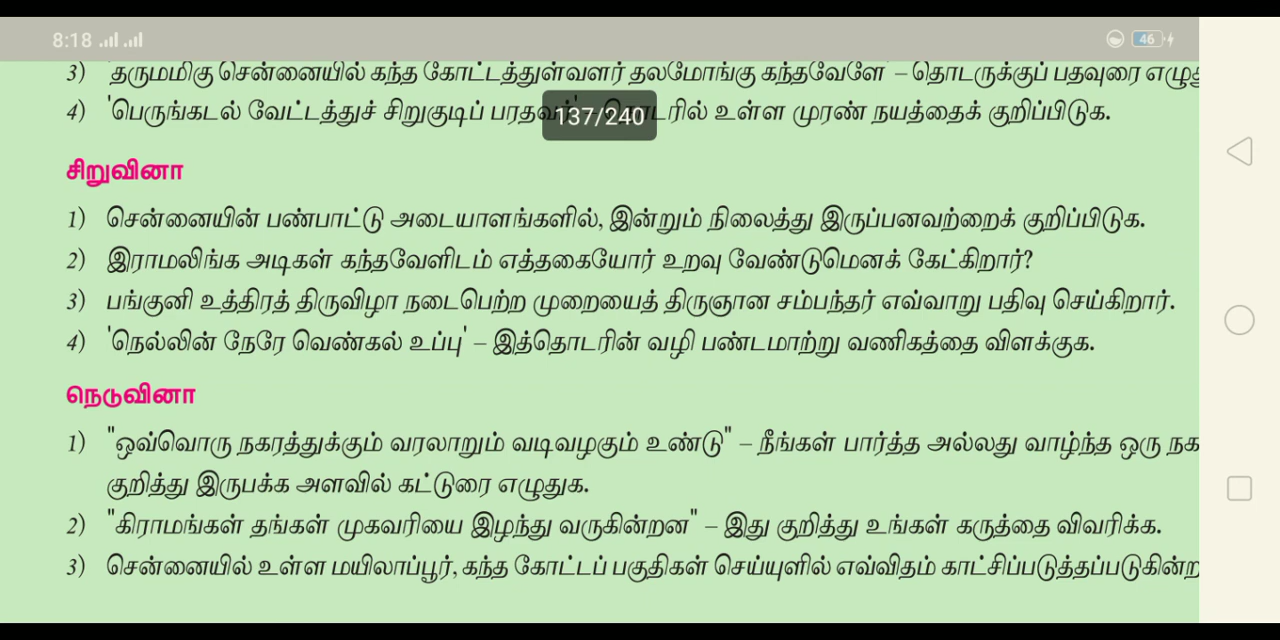 8:18
46
3) 'தருமமிகு சென்னையில் கந்த கோட்டத்துள்வளர் தலமோங்கு கந்தவேளே' – தொடருக்குப் பதவுரை எழுத
4) 'பெருங்கடல் வேட்டத்துச் சிறுகுடிப் பரதவர்' – தொடரில் உள்ள முரண் நயத்தைக் குறிப்பிடுக.
137/240
சிறுவினா
1) சென்னையின் பண்பாட்டு அடையாளங்களில், இன்றும் நிலைத்து இருப்பனவற்றைக் குறிப்பிடுக.
2) இராமலிங்க அடிகள் கந்தவேளிடம் எத்தகையோர் உறவு வேண்டுமெனக் கேட்கிறார்?
3) பங்குனி உத்திரத் திருவிழா நடைபெற்ற முறையைத் திருஞான சம்பந்தர் எவ்வாறு பதிவு செய்கிறார்.
4) 'நெல்லின் நேரே வெண்கல் உப்பு' – இத்தொடரின் வழி பண்டமாற்று வணிகத்தை விளக்குக.
நெடுவினா
1) "ஒவ்வொரு நகரத்துக்கும் வரலாறும் வடிவழகும் உண்டு" – நீங்கள் பார்த்த அல்லது வாழ்ந்த ஒரு நக
குறித்து இருபக்க அளவில் கட்டுரை எழுதுக.
2) "கிராமங்கள் தங்கள் முகவரியை இழந்து வருகின்றன" – இது குறித்து உங்கள் கருத்தை விவரிக்க.
3) சென்னையில் உள்ள மயிலாப்பூர், கந்த கோட்டப் பகுதிகள் செய்யுளில் எவ்விதம் காட்சிப்படுத்தப்படுகின்ற